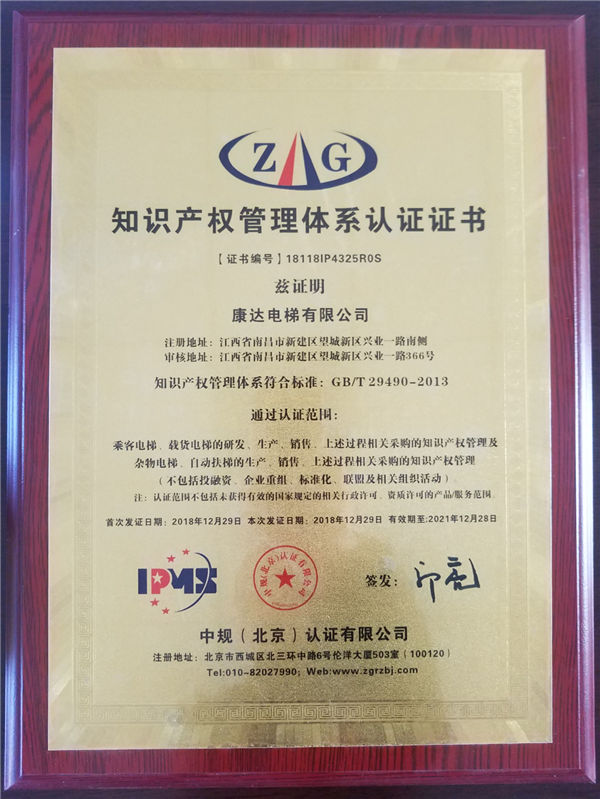 ZG
知识产权管理体系认证证书
【证书编号】18118IP4325R0S
兹证明
康达电梯有限公司
注册地址：江西省南昌市新建区望城新区兴业一路南侧
审核地址：江西省南昌市新建区望城新区兴业一路366号
知识产权管理体系符合标准：GB/T 29490-2013
通过认证范围：
乘客电梯、载货电梯的研发、生产、销售、上述过程相关采购的知识产权管理及
杂物电梯、自动扶梯的生产、销售、上述过程相关采购的知识产权管理
（不包括投融资、企业重组、标准化、联盟及相关组织活动）
注：认证范围不包括未获得有效的国家规定的相关行政许可、资质许可的产品/服务范围
首次发证日期：2018年12月29日 本次发证日期：2018年12月29日 有效期至:2021年12月28日
IPMS
中规(北京)认证有限公司
签发：
中规（北京）认证有限公司
注册地址：北京市西城区北三环中路6号伦洋大厦503室（100120）
Tel:010-82027990; Web:www.zgrzbj.com